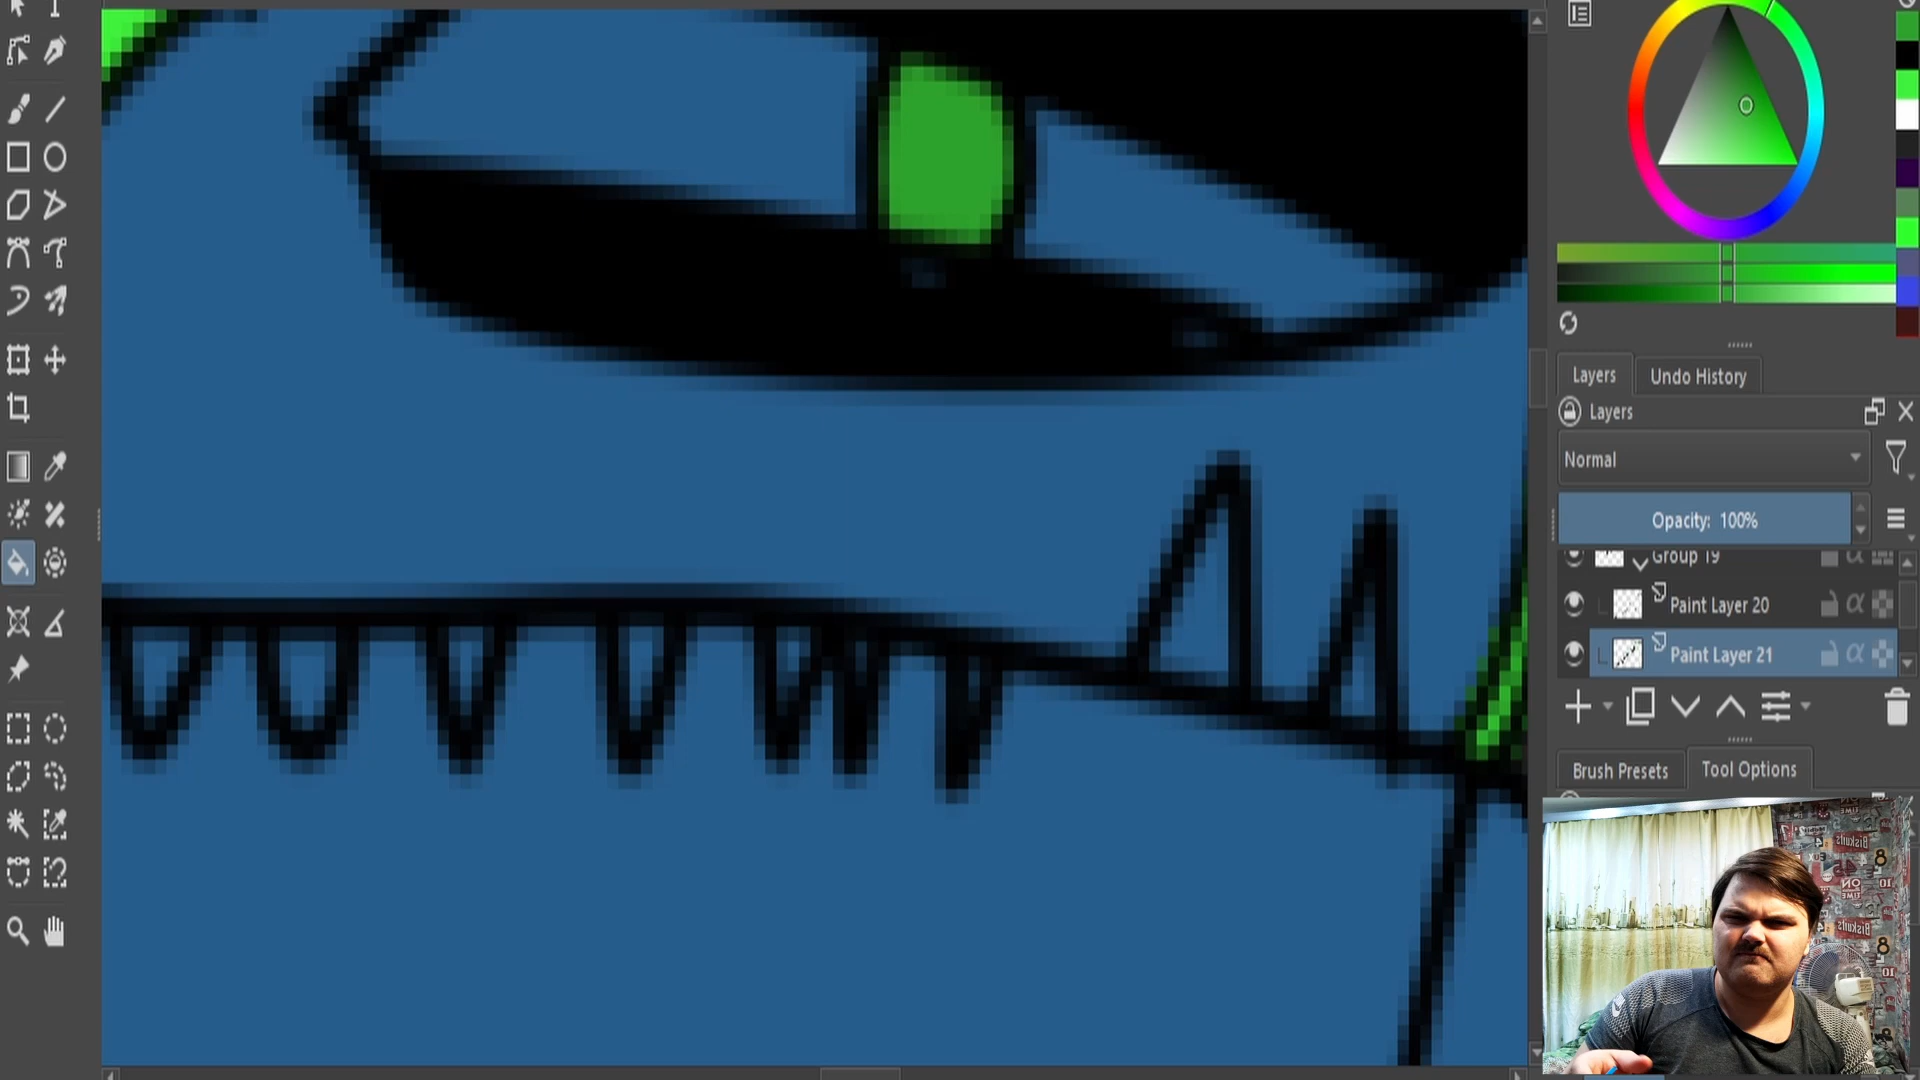 Layers
Undo History
Layers
Normal
Opacity: 100%
Group 19
Paint Layer 20
Paint Layer 21
Brush Presets
Tool Options